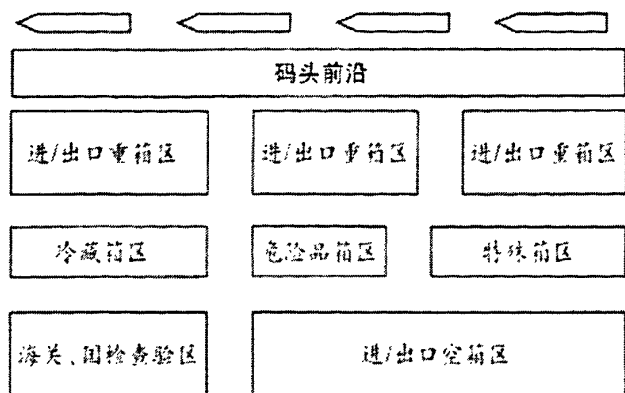 码头前沿
进/出口重箱区
进/出口重箱区
进/出口重箱区
冷藏箱区
危险品箱区
特殊箱区
海关、国检查验区
进/出口空箱区